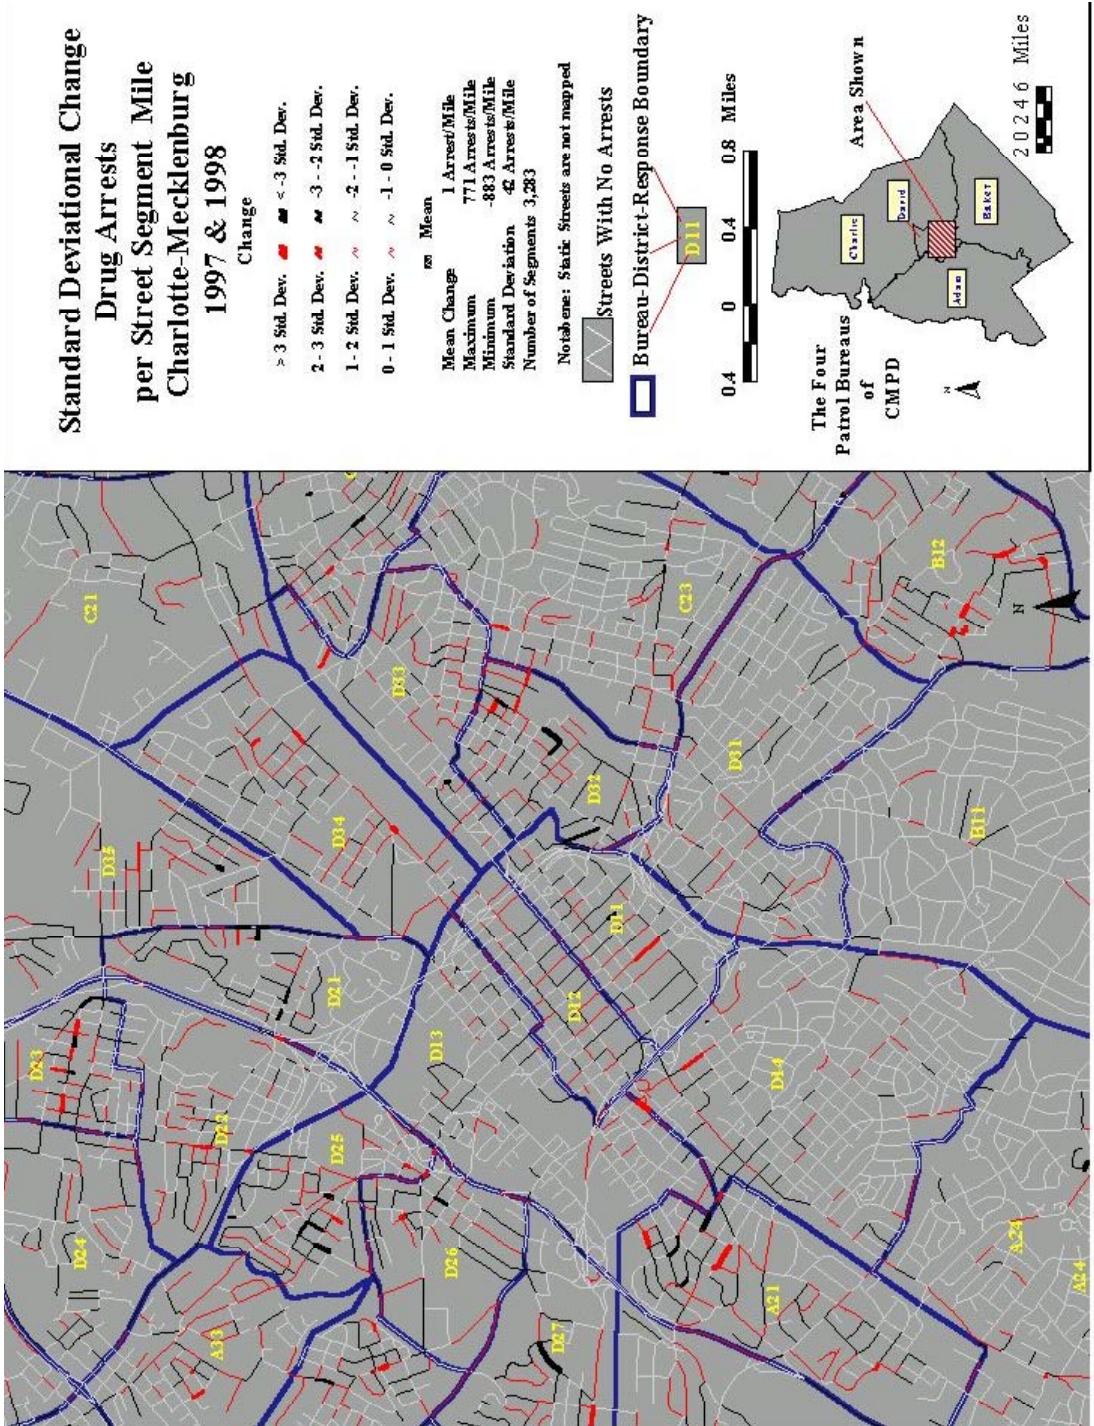 Standard Deviational Change
Drug Arrests
per Street Segment Mile
Charlotte-Mecklenburg
1997 & 1998
Change
> 3 Std. Dev. < -3 Std. Dev.
2 - 3 Std. Dev. -3 - -2 Std. Dev.
1 - 2 Std. Dev. -2 - -1 Std. Dev.
0 - 1 Std. Dev. -1 - 0 Std. Dev.
Mean
Mean Change 1 Arrest/Mile
Maximum 771 Arrests/Mile
Minimum -883 Arrests/Mile
Standard Deviation 42 Arrests/Mile
Number of Segments 3,283
Notabene: Static Streets are not mapped
Streets With No Arrests
Bureau-District-Response Boundary
D11
0.4 0 0.4 0.8 Miles
The Four
Patrol Bureaus
of
CMPD
Area Shown
N
Charlie
David
Adam
Baker
2 0 2 4 6 Miles
D24
D23
D35
C21
A33
D22
D25
D21
D34
D33
D26
D13
D27
D12
D11
D32
C23
D31
A21
D14
B12
N
A24
B11
A24